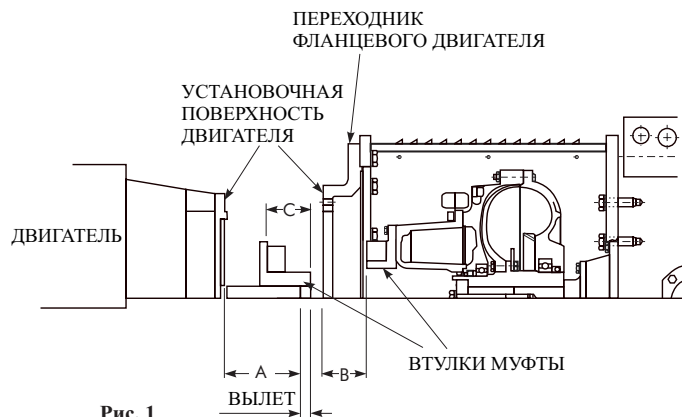 ПЕРЕХОДНИК
ФЛАНЦЕВОГО ДВИГАТЕЛЯ
УСТАНОВОЧНАЯ
ПОВЕРХНОСТЬ
ДВИГАТЕЛЯ
C
ДВИГАТЕЛЬ
ВТУЛКИ МУФТЫ
A
B
ВЫЛЕТ
Рис. 1